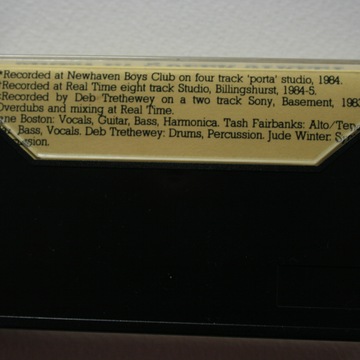 *Recorded at Newhaven Boys Club on four track 'porta' studio, 1984.
*Recorded at Real Time eight track Studio, Billingshurst, 1984-5.
Recorded by Deb Trethewey on a two track Sony, Basement,
Overdubs and mixing at Real Time.
Boston: Vocals, Guitar, Bass, Harmonica. Tash Fairbanks: Alto/
Bass, Vocals. Deb Trethewey: Drums, Percussion. Jude Winter: